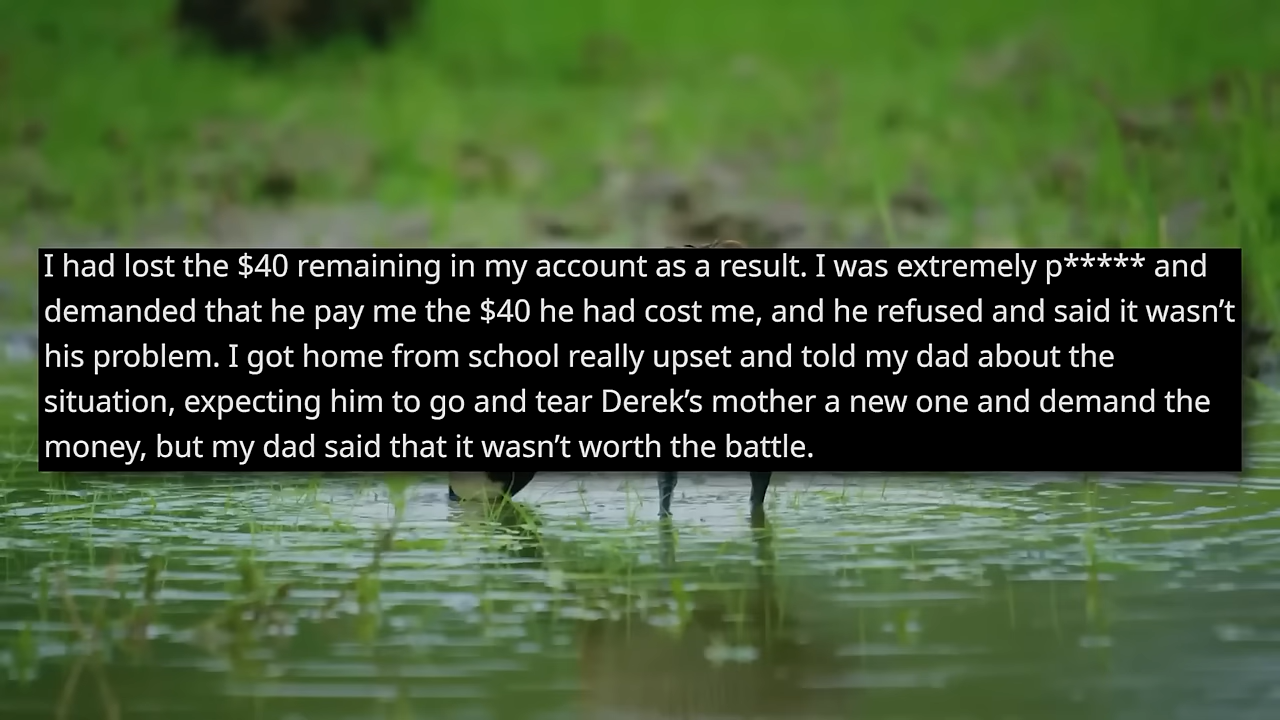 I had lost the $40 remaining in my account as a result. I was extremely p***** and
demanded that he pay me the $40 he had cost me, and he refused and said it wasn’t
his problem. I got home from school really upset and told my dad about the
situation, expecting him to go and tear Derek’s mother a new one and demand the
money, but my dad said that it wasn’t worth the battle.